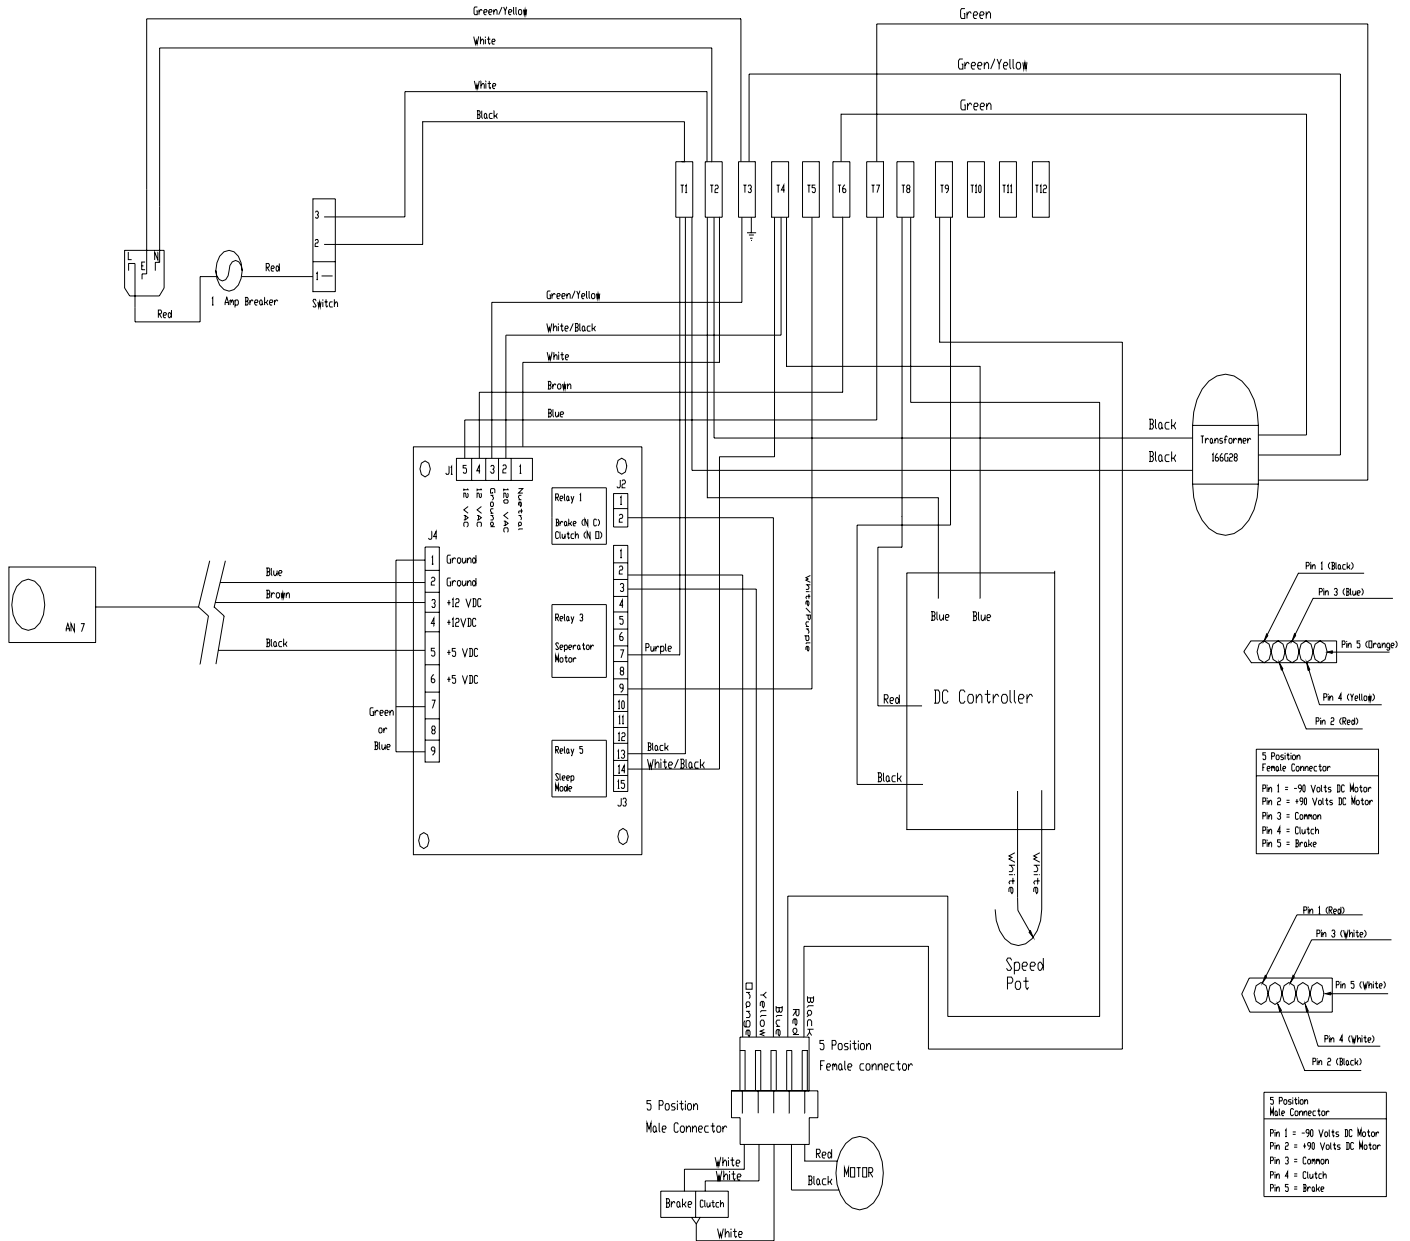 Green/Yellow
Green
White
Green/Yellow
White
Green
Black
T1 T2 T3 T4 T5 T6 T7 T8 T9 T10 T11 T12
3
2
1
Switch
L E N
Red
1 Amp Breaker
Red
Green/Yellow
White/Black
White
Brown
Blue
Black
Black
Transformer
166G28
J1 5 4 3 2 1
12 VAC
12 VAC
Ground
120 VAC
Nuetral
J2
1
2
Relay 1
Brake (N C)
Clutch (N O)
J4
1 Ground
2 Ground
3 +12 VDC
4 +12VDC
5 +5 VDC
6 +5 VDC
7
8
9
Green
or
Blue
Blue
Brown
Black
AN 7
Relay 3
Seperator
Motor
Relay 5
Sleep
Mode
1
2
3
4
5
6
7
8
9
10
11
12
13
14
15
J3
Purple
Black
White/Black
White/Purple
Blue
Blue
Red
DC Controller
Black
White
White
Speed
Pot
Pin 1 (Black)
Pin 3 (Blue)
Pin 5 (Orange)
Pin 4 (Yellow)
Pin 2 (Red)
5 Position
Female Connector
Pin 1 = -90 Volts DC Motor
Pin 2 = +90 Volts DC Motor
Pin 3 = Common
Pin 4 = Clutch
Pin 5 = Brake
Pin 1 (Red)
Pin 3 (White)
Pin 5 (White)
Pin 4 (White)
Pin 2 (Black)
5 Position
Male Connector
Pin 1 = -90 Volts DC Motor
Pin 2 = +90 Volts DC Motor
Pin 3 = Common
Pin 4 = Clutch
Pin 5 = Brake
Orange
Yellow
Blue
Red
Black
5 Position
Female connector
5 Position
Male Connector
White
White
Red
Black
MOTOR
Brake
Clutch
White